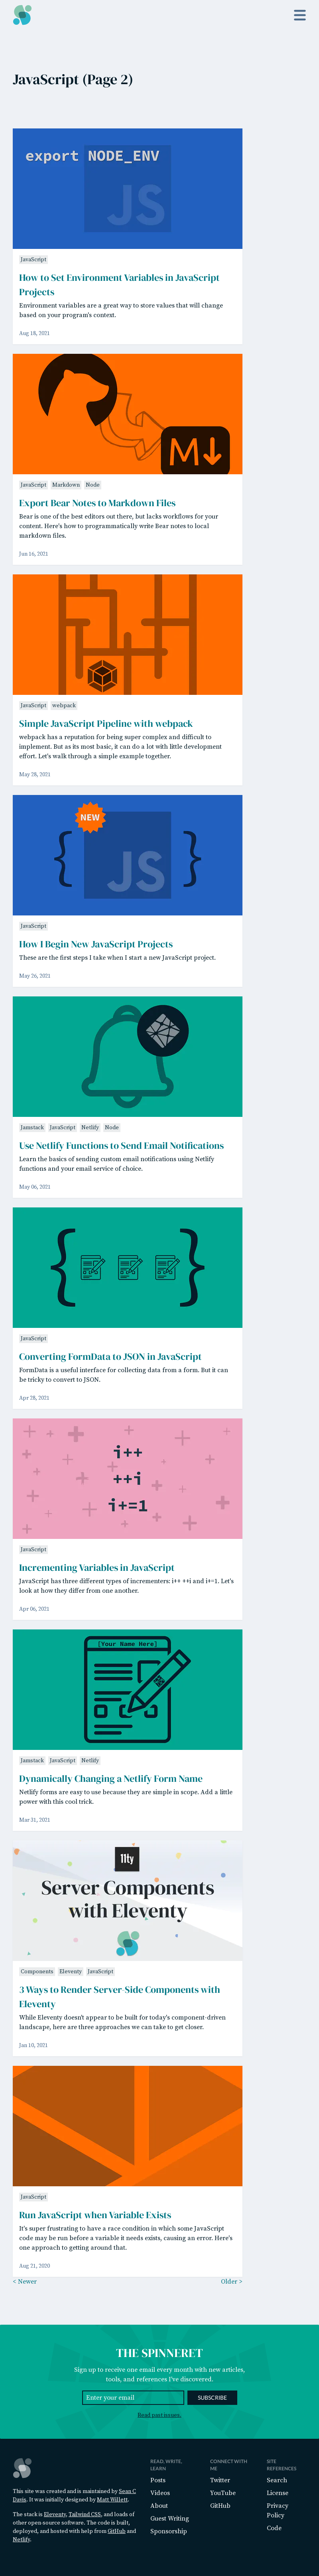 JavaScript (Page 2)
export NODE_ENV
JS
JavaScript
How to Set Environment Variables in JavaScript
Projects
Environment variables are a great way to store values that will change
based on your program's context.
Aug 18, 2021
M
JavaScript Markdown Node
Export Bear Notes to Markdown Files
Bear is one of the best editors out there, but lacks workflows for your
content. Here's how to programmatically write Bear notes to local
markdown files.
Jun 16, 2021
JavaScript webpack
Simple JavaScript Pipeline with webpack
webpack has a reputation for being super complex and difficult to
implement. But as its most basic, it can do a lot with little development
effort. Let's walk through a simple example together.
May 28, 2021
NEW
{ JS }
JavaScript
How I Begin New JavaScript Projects
These are the first steps I take when I start a new JavaScript project.
May 26, 2021
Jamstack JavaScript Netlify Node
Use Netlify Functions to Send Email Notifications
Learn the basics of sending custom email notifications using Netlify
functions and your email service of choice.
May 06, 2021
{ }
JavaScript
Converting FormData to JSON in JavaScript
FormData is a useful interface for collecting data from a form. But it can
be tricky to convert to JSON.
Apr 28, 2021
i++
++i
i+=1
JavaScript
Incrementing Variables in JavaScript
JavaScript has three different types of increments: i++ ++i and i+=1. Let's
look at how they differ from one another.
Apr 06, 2021
[Your Name Here]
Jamstack JavaScript Netlify
Dynamically Changing a Netlify Form Name
Netlify forms are easy to use because they are simple in scope. Add a little
power with this cool trick.
Mar 31, 2021
11ty
Server Components
with Eleventy
Components Eleventy JavaScript
3 Ways to Render Server-Side Components with
Eleventy
While Eleventy doesn't appear to be built for today's component-driven
landscape, here are three approaches we can take to get closer.
Jan 10, 2021
JavaScript
Run JavaScript when Variable Exists
It's super frustrating to have a race condition in which some JavaScript
code may be run before a variable it needs exists, causing an error. Here's
one approach to getting around that.
Aug 21, 2020
< Newer
Older >
THE SPINNERET
Sign up to receive one email every month with new articles,
tools, and references I've discovered.
Enter your email
SUBSCRIBE
Read past issues.
This site was created and is maintained by Sean C
Davis. It was initially designed by Matt Willett.
The stack is Eleventy, Tailwind CSS, and loads of
other open-source software. The code is built,
deployed, and hosted with help from GitHub and
Netlify.
READ, WRITE,
LEARN
Posts
Videos
About
Guest Writing
Sponsorship
CONNECT WITH
ME
Twitter
YouTube
GitHub
SITE
REFERENCES
Search
License
Privacy
Policy
Code